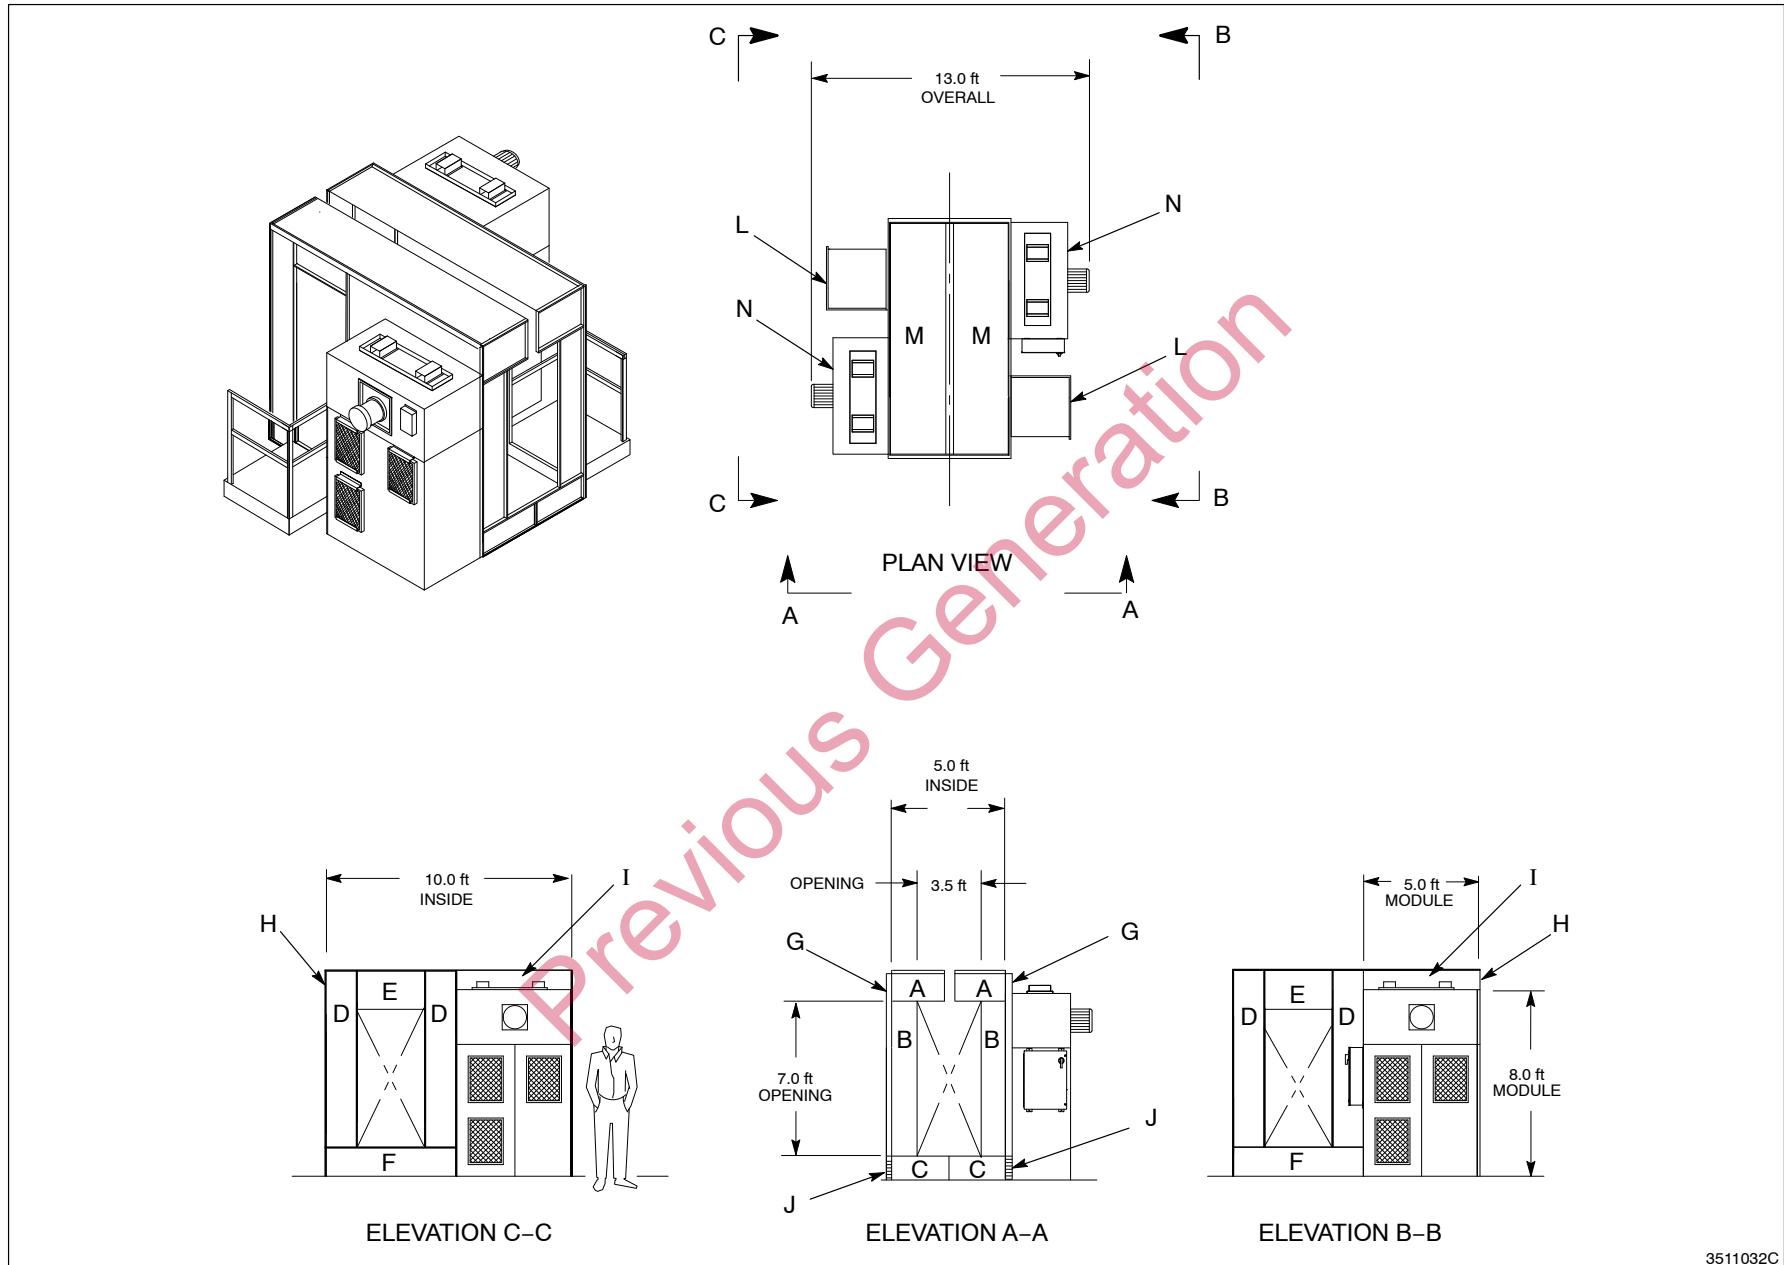 C
B
13.0 ft
OVERALL
L
N
N
M
M
L
C
B
PLAN VIEW
A
A
Previous Generation
5.0 ft
INSIDE
10.0 ft
INSIDE
I
H
OPENING
3.5 ft
G
G
5.0 ft
MODULE
I
H
E
D
D
F
A
A
B
B
7.0 ft
OPENING
C
C
J
J
E
D
D
F
8.0 ft
MODULE
ELEVATION C–C
ELEVATION A–A
ELEVATION B–B
3511032C